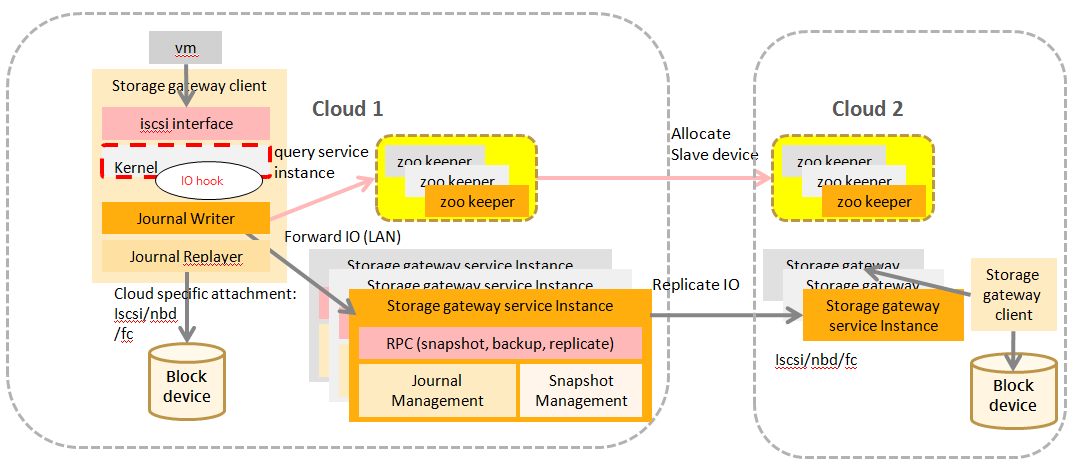 vm
Storage gateway client
iscsi interface
Kernel
IO hook
Journal Writer
Journal Replayer
Cloud specific attachment:
Iscsi/nbd
/fc
Block
device
Cloud 1
query service
instance
zoo keeper
zoo keeper
zoo keeper
Forward IO (LAN)
Storage gateway service Instance
Storage gateway service Instance
Storage gateway service Instance
RPC (snapshot, backup, replicate)
Journal
Management
Snapshot
Management
Allocate
Slave device
Replicate IO
Cloud 2
zoo keeper
zoo keeper
zoo keeper
Storage gateway
Storage gateway
Storage gateway
service Instance
Iscsi/nbd/fc
Storage
gateway
client
Block
device